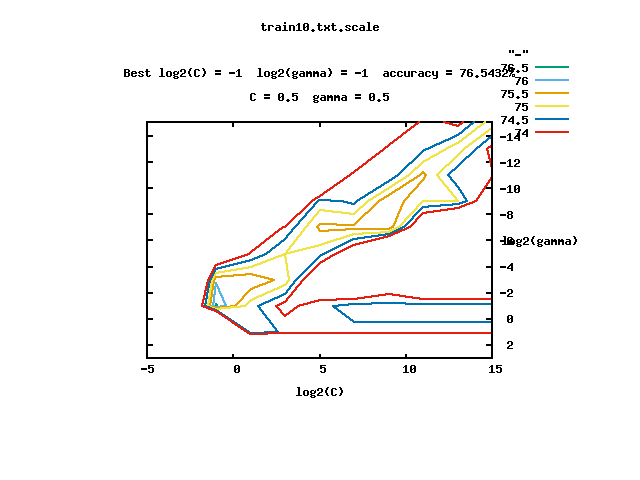 train10.txt.scale
"-"
Best log2(C) = -1  log2(gamma) = -1  accuracy = 76.5432%
76.5
76
C = 0.5  gamma = 0.5
75.5
75
74.5
74
-14
-12
-10
-8
-6
log2(gamma)
-4
-2
0
2
-5 0 5 10 15
log2(C)